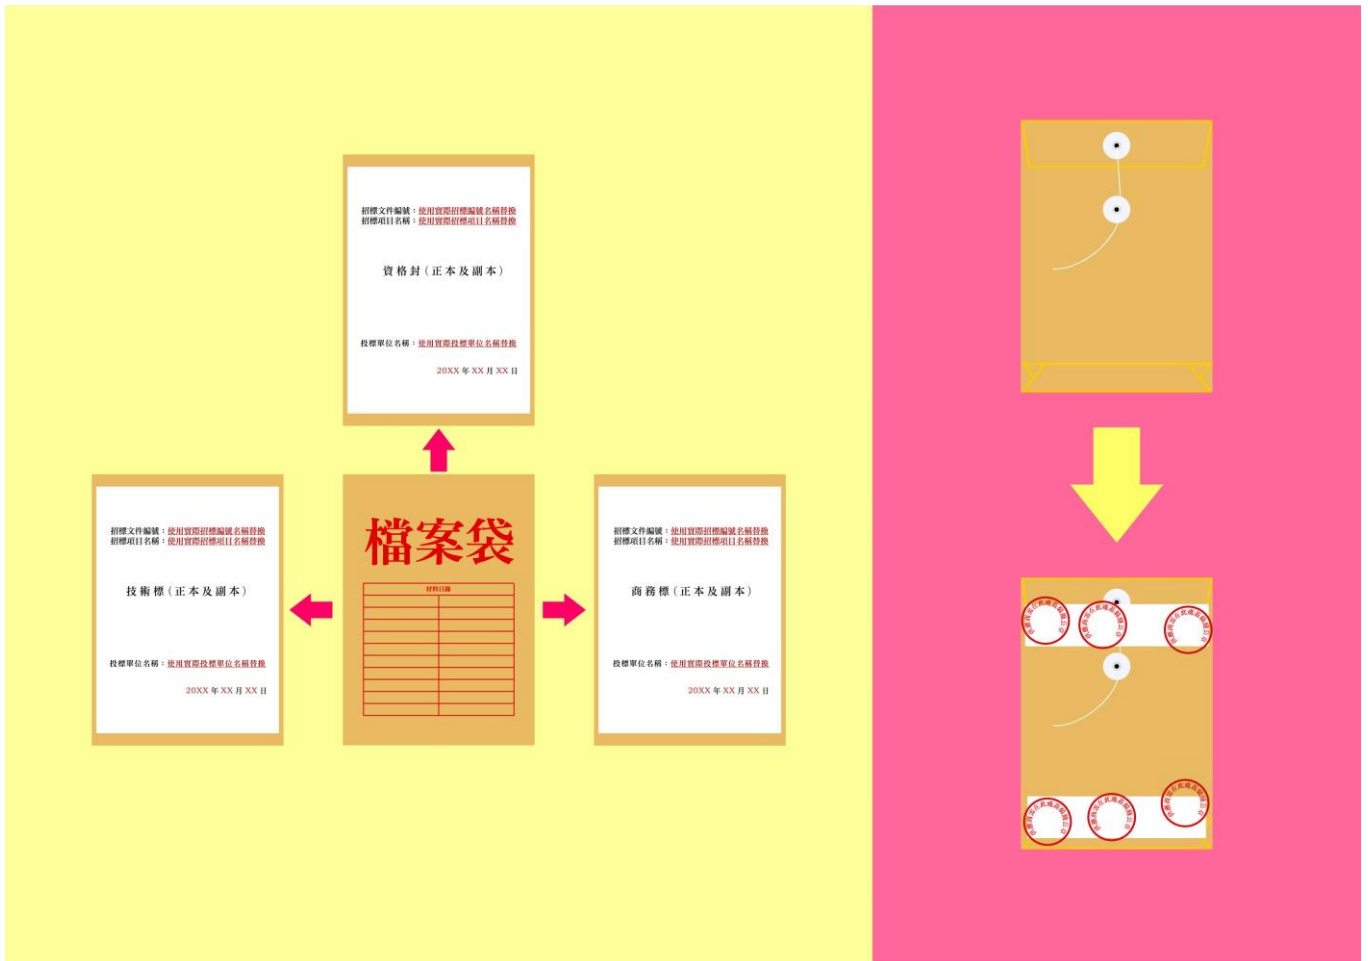 招標文件編號：使用實際招標編號名稱替換
招標項目名稱：使用實際招標項目名稱替換
資格封（正本及副本）
投標單位名稱：使用實際投標單位名稱替換
20XX 年 XX 月 XX 日
招標文件編號：使用實際招標編號名稱替換
招標項目名稱：使用實際招標項目名稱替換
技術標（正本及副本）
投標單位名稱：使用實際投標單位名稱替換
20XX 年 XX 月 XX 日
檔案袋
材料目錄
招標文件編號：使用實際招標編號名稱替換
招標項目名稱：使用實際招標項目名稱替換
商務標（正本及副本）
投標單位名稱：使用實際投標單位名稱替換
20XX 年 XX 月 XX 日